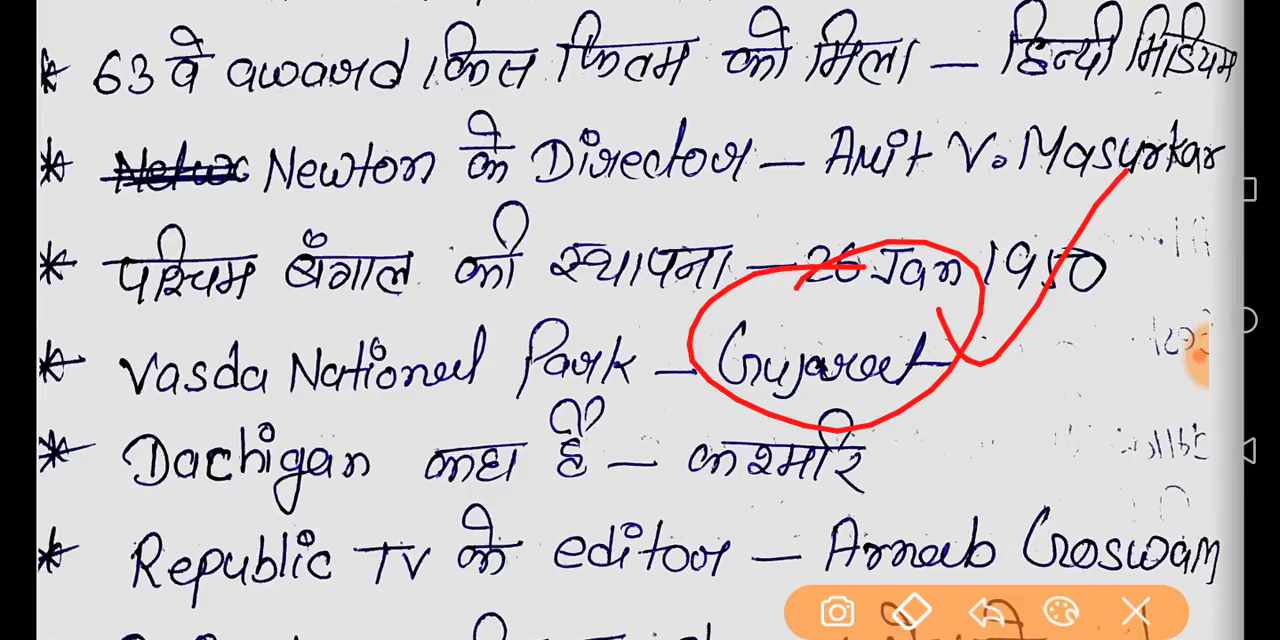 * 63 वे award किस फिल्म को मिला – हिन्दी मिडियम
* Newton के Director – Amit V. Masurkar
* पश्चिम बंगाल की स्थापना – 26 Jan 1950
* Vasda National Park – Gujarat
* Dachigan कहा हैं – कश्मीर
* Republic TV के editor – Arnab Goswami